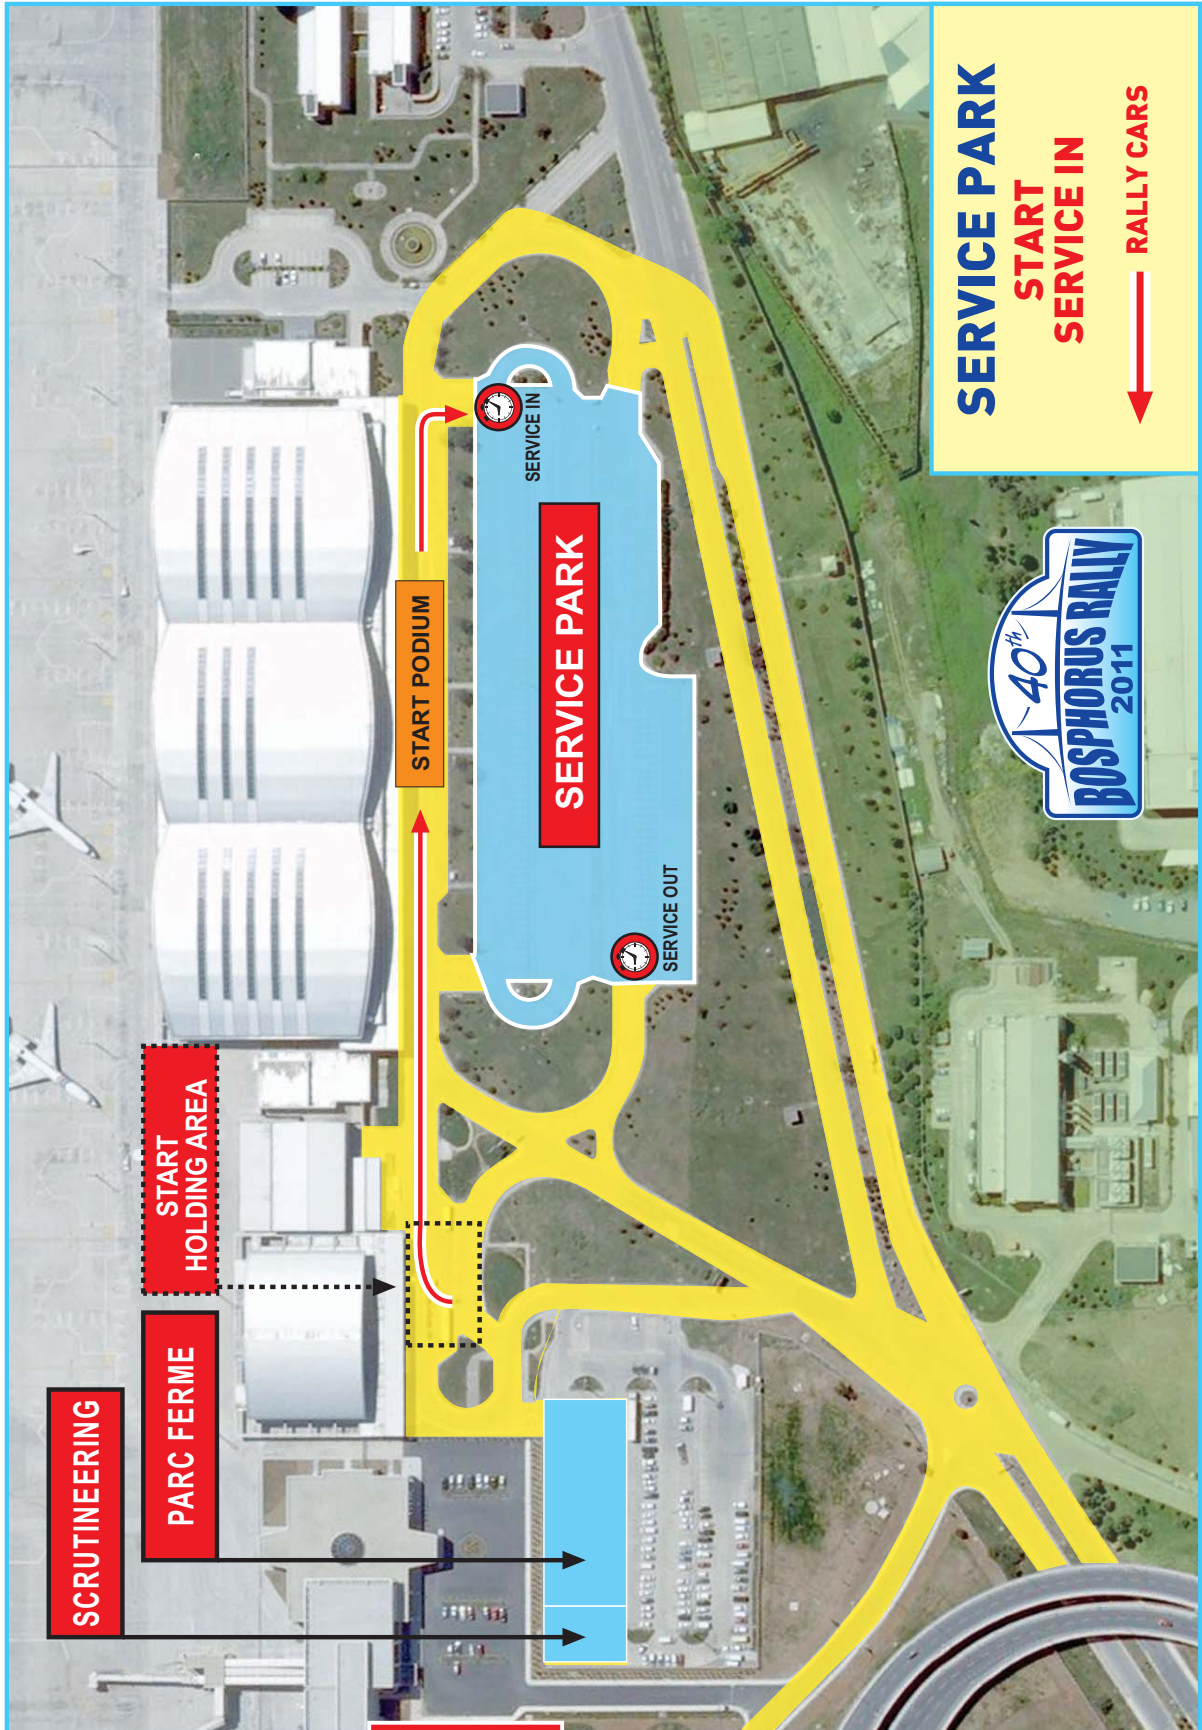 SERVICE PARK
START
SERVICE IN
RALLY CARS
SCRUTINEERING
PARC FERME
START
HOLDING AREA
START PODIUM
SERVICE IN
SERVICE PARK
SERVICE OUT
40th
BOSPHORUS RALLY
2011